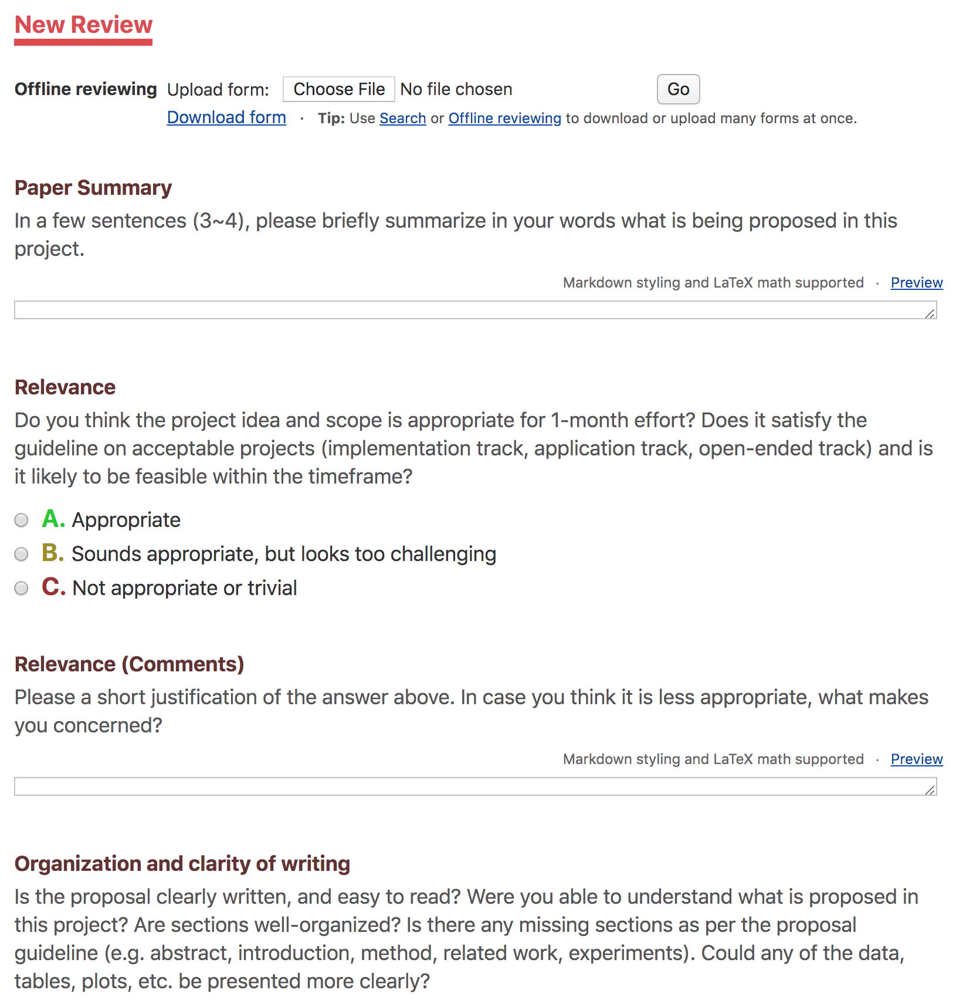 New Review
Offline reviewing Upload form: Choose File No file chosen Go
Download form · Tip: Use Search or Offline reviewing to download or upload many forms at once.
Paper Summary
In a few sentences (3~4), please briefly summarize in your words what is being proposed in this
project.
Markdown styling and LaTeX math supported · Preview
Relevance
Do you think the project idea and scope is appropriate for 1-month effort? Does it satisfy the
guideline on acceptable projects (implementation track, application track, open-ended track) and is
it likely to be feasible within the timeframe?
A. Appropriate
B. Sounds appropriate, but looks too challenging
C. Not appropriate or trivial
Relevance (Comments)
Please a short justification of the answer above. In case you think it is less appropriate, what makes
you concerned?
Markdown styling and LaTeX math supported · Preview
Organization and clarity of writing
Is the proposal clearly written, and easy to read? Were you able to understand what is proposed in
this project? Are sections well-organized? Is there any missing sections as per the proposal
guideline (e.g. abstract, introduction, method, related work, experiments). Could any of the data,
tables, plots, etc. be presented more clearly?